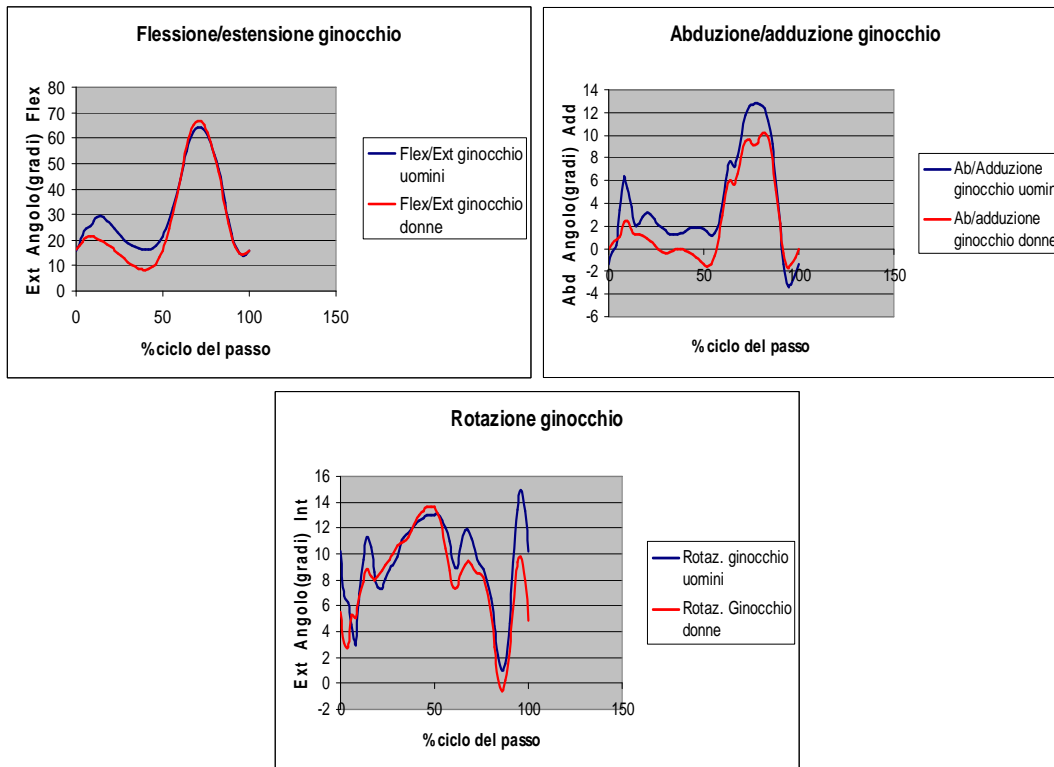 Flessione/estensione ginocchio
Ext Angolo(gradi) Flex
80
70
60
50
40
30
20
10
0
0 50 100 150
%ciclo del passo
Flex/Ext ginocchio
uomini
Flex/Ext ginocchio
donne
Abduzione/adduzione ginocchio
Abd Angolo(gradi) Add
14
12
10
8
6
4
2
0
-2
-4
-6
0 50 100 150
% ciclo del passo
Ab/Adduzione
ginocchio uomini
Ab/adduzione
ginocchio donne
Rotazione ginocchio
Ext Angolo(gradi) Int
16
14
12
10
8
6
4
2
0
-2
0 50 100 150
%ciclo del passo
Rotaz. ginocchio
uomini
Rotaz. Ginocchio
donne